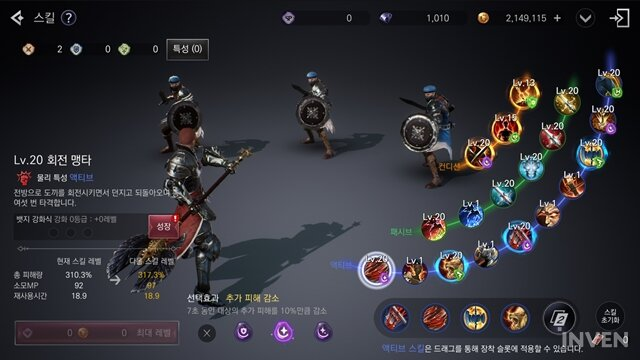 스킬
0
1,010
2,149,115
2
0
0
특성 (0)
Lv.20 회전 맹타
물리 특성 액티브
전방으로 도끼를 회전시키면서 던지고 되돌아오며
여섯 번 타격합니다.
뱃지 강화식 강화 0등급 : +0레벨
성장
현재 스킬 레벨
다음 스킬 레벨
총 피해량 310.3% 317.3%
소모MP 92 97
재사용시간 18.9 18.9
0
0
최대 레벨
선택효과 추가 피해 감소
7초 동안 대상의 추가 피해를 10%만큼 감소
Lv.13
Lv.20
Lv.20
Lv.15
Lv.20
Lv.20
컨디션
Lv.20
Lv.1
Lv.20
Lv.1
Lv.20
Lv.1
패시브
액티브
Lv.20
Lv.1
Lv.20
Lv.1
스킬
초기화
0
액티브 스킬은 드래그를 통해 장착 슬롯에 적용할 수 있습니다.
INVEN